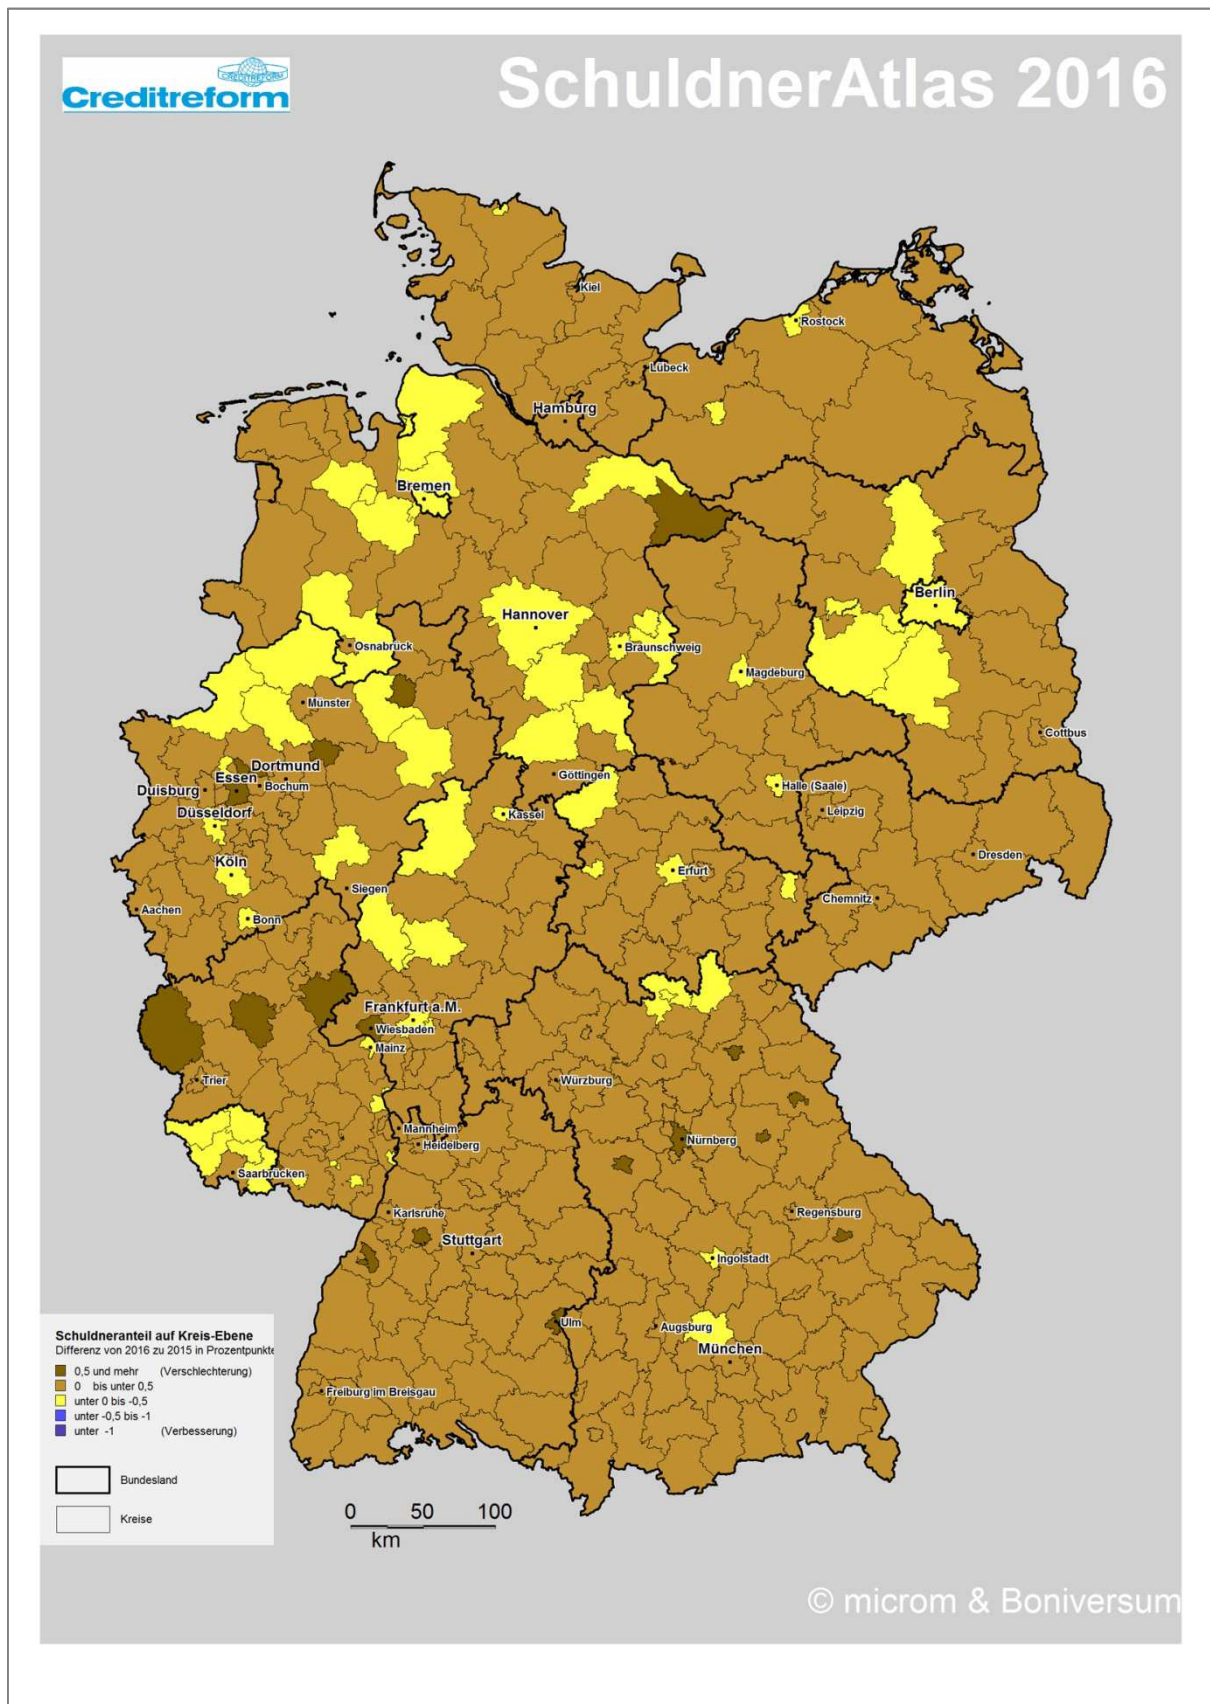 CREDITREFORM
Creditreform
SchuldnerAtlas 2016
Kiel
Rostock
Lübeck
Hamburg
Bremen
Berlin
Hannover
Osnabrück
Braunschweig
Magdeburg
Münster
Cottbus
Dortmund
Essen
Bochum
Duisburg
Göttingen
Halle (Saale)
Düsseldorf
Kassel
Leipzig
Köln
Dresden
Erfurt
Siegen
Chemnitz
Aachen
Bonn
Frankfurt a.M.
Wiesbaden
Mainz
Trier
Würzburg
Mannheim
Nürnberg
Heidelberg
Saarbrücken
Karlsruhe
Regensburg
Stuttgart
Ingolstadt
Ulm
Augsburg
München
Freiburg im Breisgau
Schuldneranteil auf Kreis-Ebene
Differenz von 2016 zu 2015 in Prozentpunkte
0,5 und mehr (Verschlechterung)
0 bis unter 0,5
unter 0 bis -0,5
unter -0,5 bis -1
unter -1 (Verbesserung)
Bundesland
Kreise
0 50 100
km
© microm & Boniversum